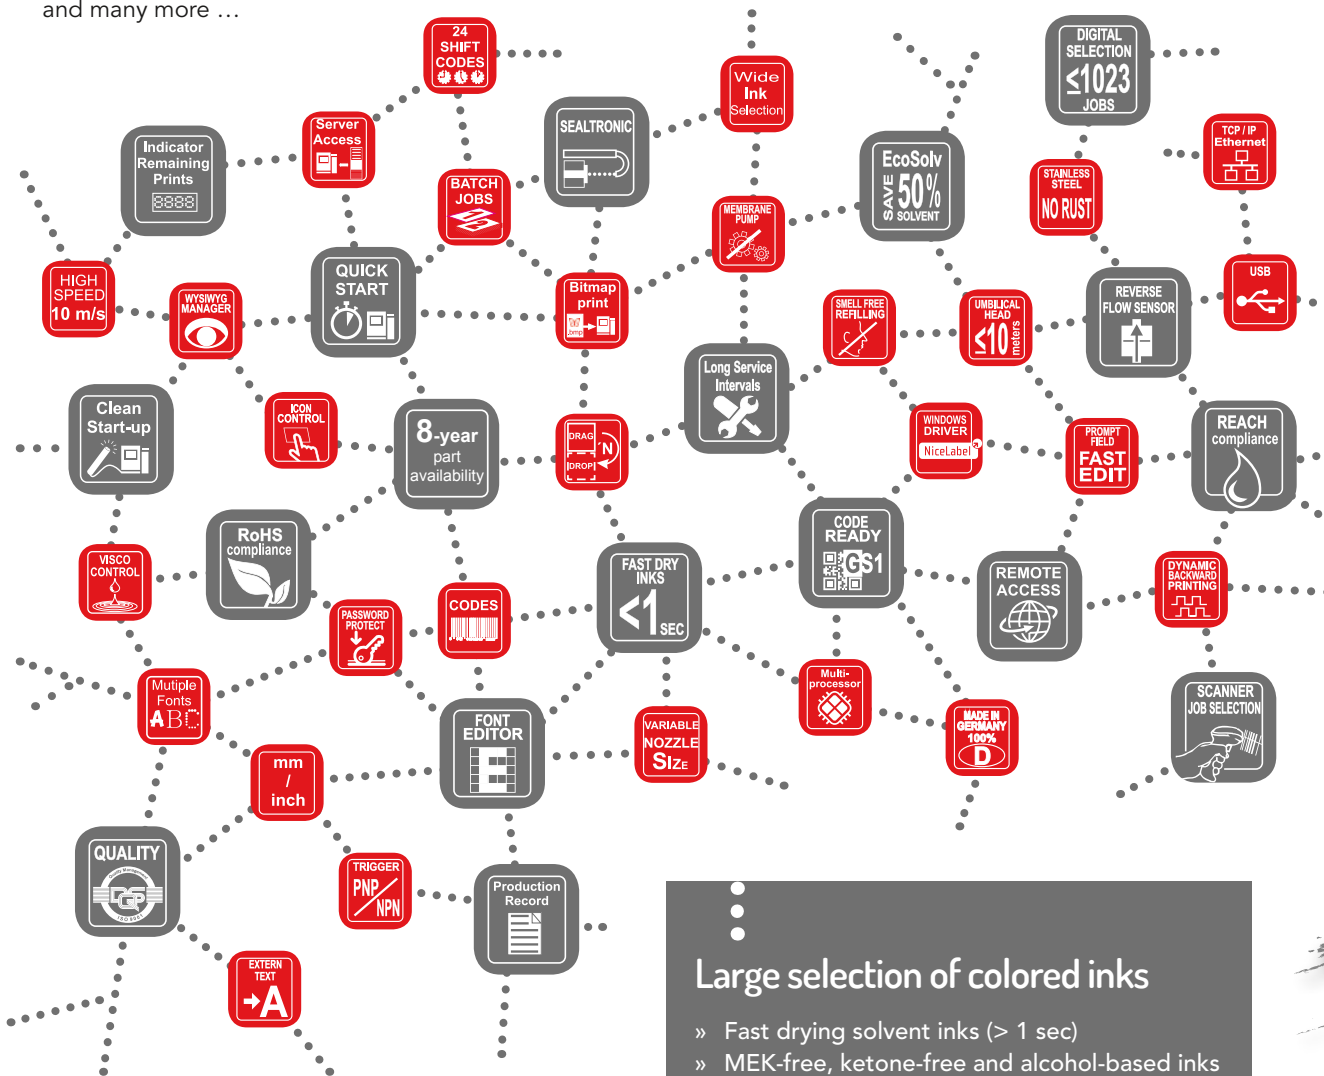 and many more …
24
SHIFT
CODES
DIGITAL
SELECTION
≤1023
JOBS
Wide
Ink
Selection
SEALTRONIC
Server
Access
Indicator
Remaining
Prints
8888
TCP / IP
Ethernet
EcoSolv
SAVE
50%
SOLVENT
STAINLESS
STEEL
NO RUST
BATCH
JOBS
MEMBRANE
PUMP
HIGH
SPEED
10 m/s
WYSIWYG
MANAGER
QUICK
START
Bitmap
print
.bmp
SMELL FREE
REFILLING
UMBILICAL
HEAD
≤10
meters
REVERSE
FLOW SENSOR
USB
Long Service
Intervals
Clean
Start-up
ICON
CONTROL
8-year
part
availability
DRAG
'N
DROP
WINDOWS
DRIVER
NiceLabel
PROMPT
FIELD
FAST
EDIT
REACH
compliance
RoHS
compliance
CODE
READY
GS1
VISCO
CONTROL
FAST DRY
INKS
<1
SEC
REMOTE
ACCESS
DYNAMIC
BACKWARD
PRINTING
PASSWORD
PROTECT
CODES
Mutiple
Fonts
ABC
Multi-
processor
SCANNER
JOB SELECTION
FONT
EDITOR
E
VARIABLE
NOZZLE
SIZE
MADE IN
GERMANY
100%
D
mm
/
inch
QUALITY
Quality Management
DQS
ISO 9001
TRIGGER
PNP
NPN
Production
Record
EXTERN
TEXT
A
Large selection of colored inks
» Fast drying solvent inks (> 1 sec)
» MEK-free, ketone-free and alcohol-based inks